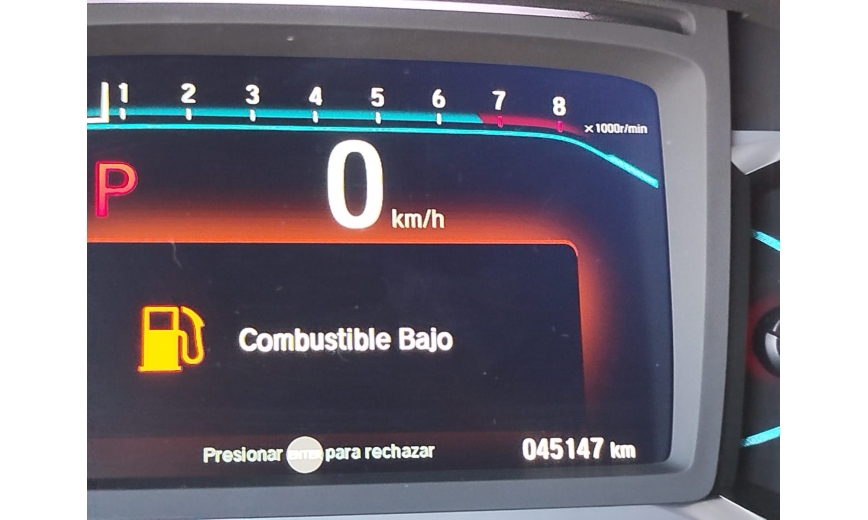 1 2 3 4 5 6 7 8
x1000r/min
P
0 km/h
Combustible Bajo
Presionar ENTER para rechazar
045147 km